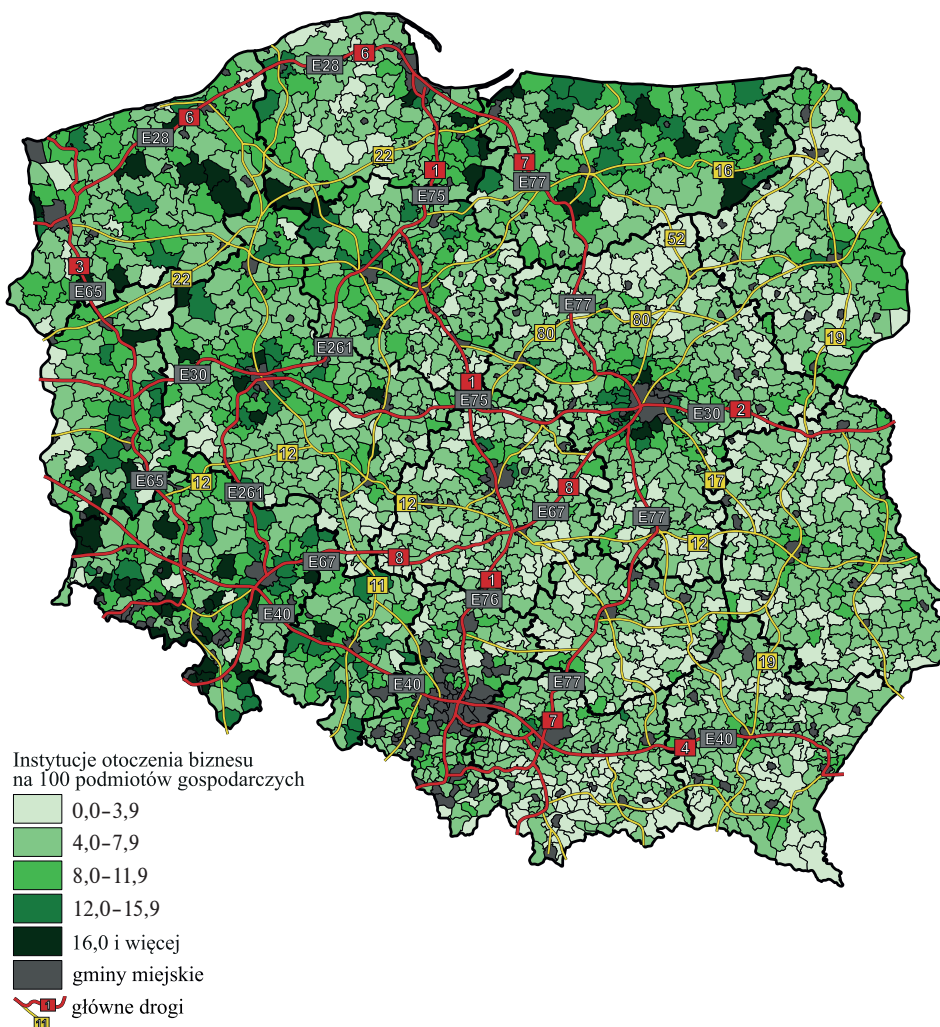 6
E28
6
E28
22
1
E75
7
E77
16
52
3
E65
22
E77
80
80
19
E261
E30
1
E75
E30
2
12
E65
12
E261
12
8
E67
17
E77
12
8
E67
1
E76
11
E40
19
E77
E40
7
4
E40
Instytucje otoczenia biznesu
na 100 podmiotów gospodarczych
0,0–3,9
4,0–7,9
8,0–11,9
12,0–15,9
16,0 i więcej
gminy miejskie
1
główne drogi
11